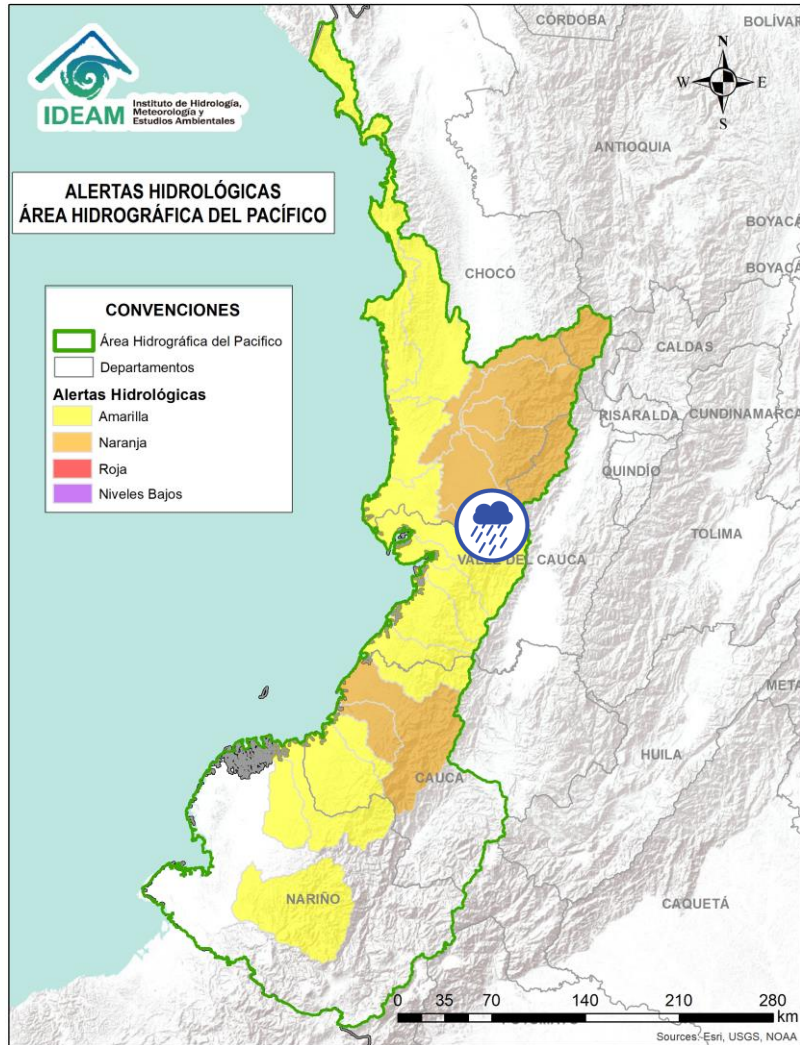 IDEAM
Instituto de Hidrología,
Meteorología y
Estudios Ambientales
ALERTAS HIDROLÓGICAS
ÁREA HIDROGRÁFICA DEL PACÍFICO
CONVENCIONES
Área Hidrográfica del Pacifico
Departamentos
Alertas Hidrológicas
Amarilla
Naranja
Roja
Niveles Bajos
N
W
E
S
CÓRDOBA
BOLÍVAR
ANTIOQUIA
BOYACÁ
BOYACÁ
CHOCÓ
CALDAS
RISARALDA
CUNDINAMARCA
QUINDÍO
TOLIMA
VALLE DEL CAUCA
META
HUILA
CAUCA
CAQUETÁ
NARIÑO
0 35 70 140 210 280
km
Sources: Esri, USGS, NOAA